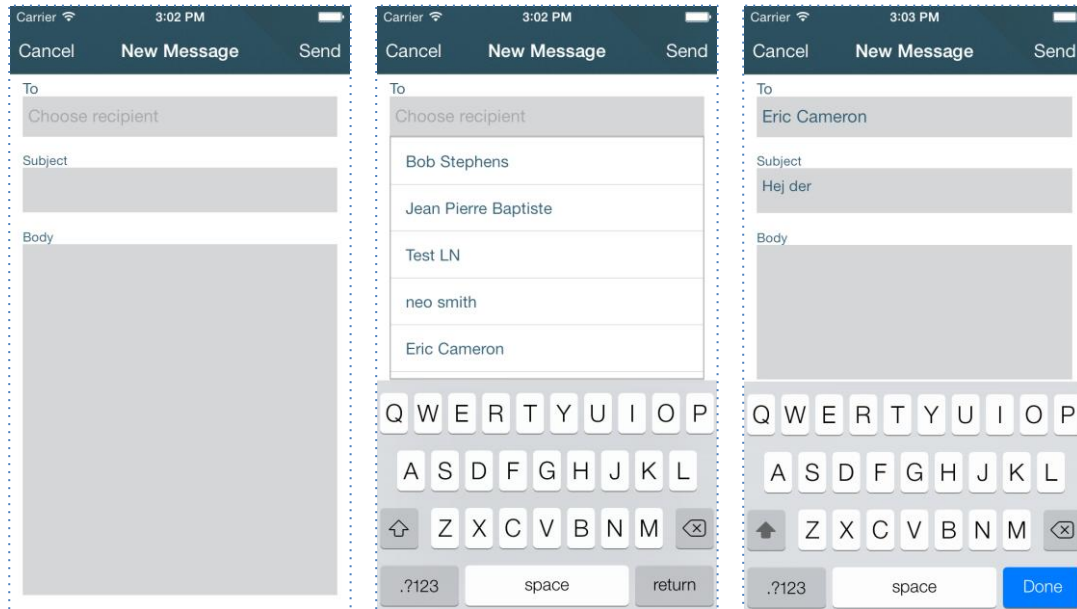 Carrier 3:02 PM
Cancel New Message Send
To
Choose recipient
Subject
Body
Carrier 3:02 PM
Cancel New Message Send
To
Choose recipient
Bob Stephens
Jean Pierre Baptiste
Test LN
neo smith
Eric Cameron
Q W E R T Y U I O P
A S D F G H J K L
Z X C V B N M
.?123 space return
Carrier 3:03 PM
Cancel New Message Send
To
Eric Cameron
Subject
Hej der
Body
Q W E R T Y U I O P
A S D F G H J K L
Z X C V B N M
.?123 space Done